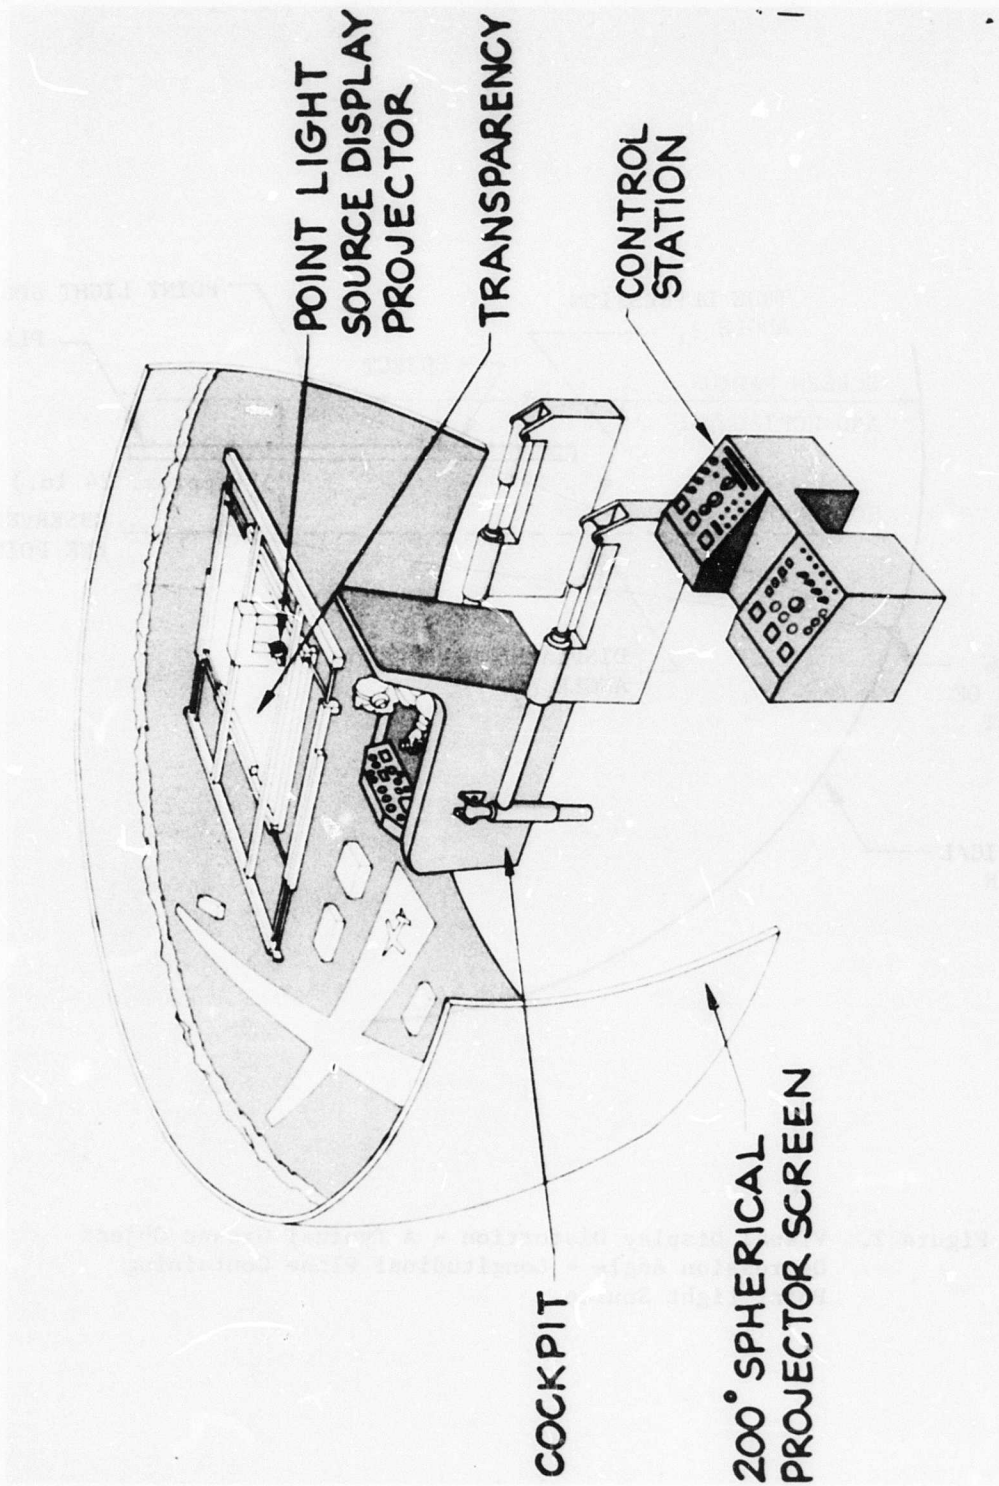 POINT LIGHT
SOURCE DISPLAY
PROJECTOR
TRANSPARENCY
CONTROL
STATION
COCKPIT
200° SPHERICAL
PROJECTOR SCREEN